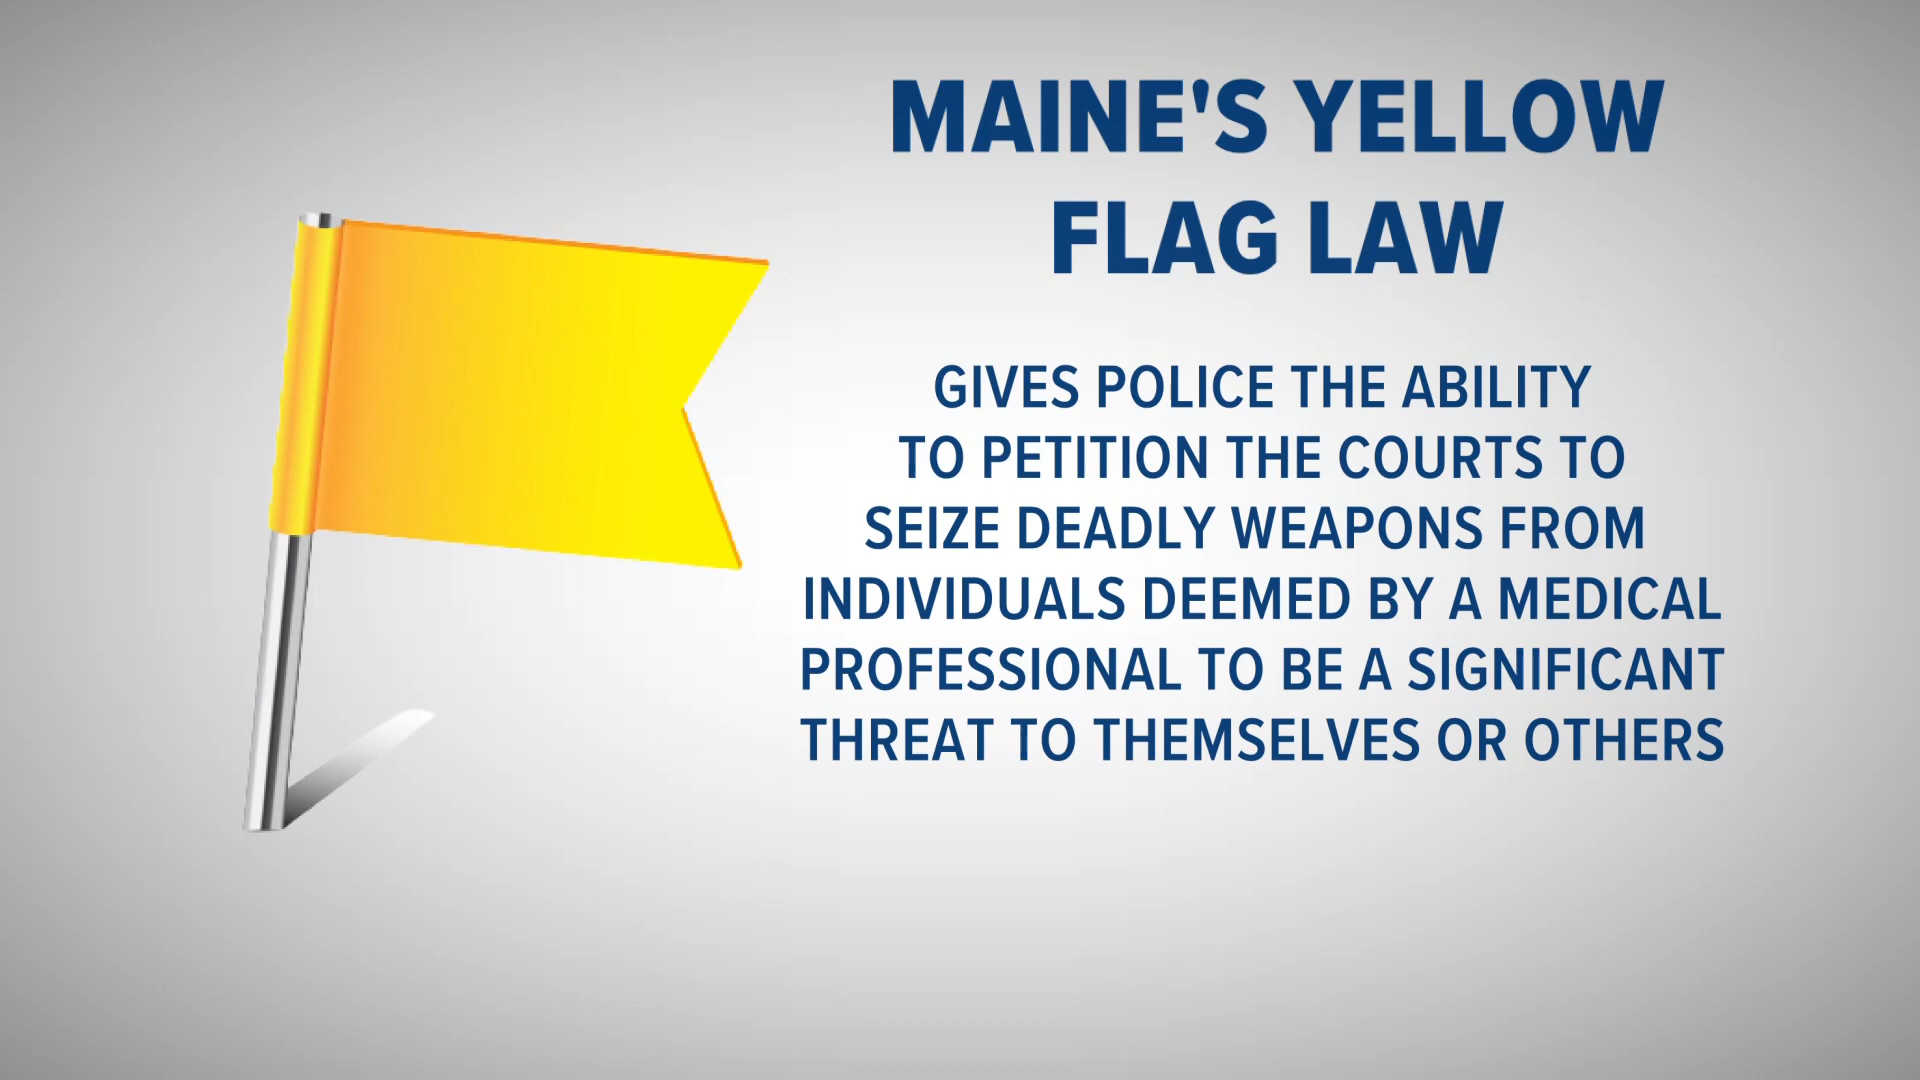 MAINE'S YELLOW
FLAG LAW
GIVES POLICE THE ABILITY
TO PETITION THE COURTS TO
SEIZE DEADLY WEAPONS FROM
INDIVIDUALS DEEMED BY A MEDICAL
PROFESSIONAL TO BE A SIGNIFICANT
THREAT TO THEMSELVES OR OTHERS